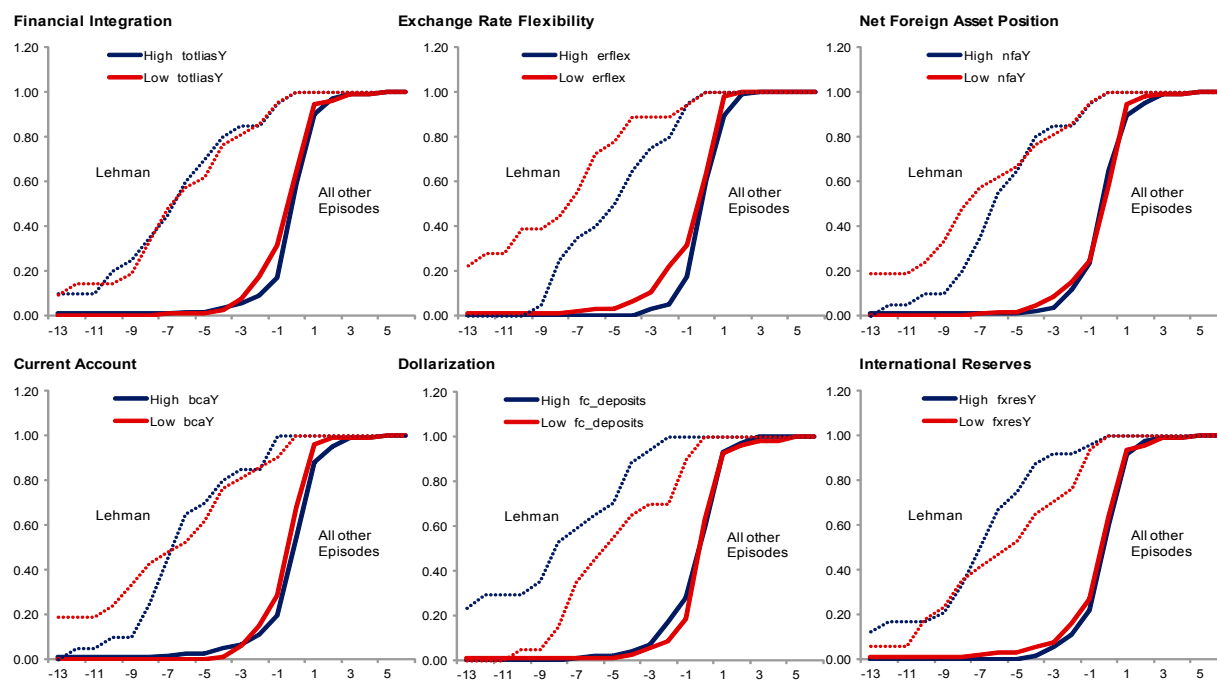 Financial Integration
1.20
1.00
0.80
0.60
0.40
0.20
0.00
High totliasY
Low totliasY
Lehman
All other
Episodes
-13 -11 -9 -7 -5 -3 -1 1 3 5
Exchange Rate Flexibility
1.20
1.00
0.80
0.60
0.40
0.20
0.00
High erflex
Low erflex
Lehman
All other
Episodes
-13 -11 -9 -7 -5 -3 -1 1 3 5
Net Foreign Asset Position
1.20
1.00
0.80
0.60
0.40
0.20
0.00
High nfaY
Low nfaY
Lehman
All other
Episodes
-13 -11 -9 -7 -5 -3 -1 1 3 5
Current Account
1.20
1.00
0.80
0.60
0.40
0.20
0.00
High bcaY
Low bcaY
Lehman
All other
Episodes
-13 -11 -9 -7 -5 -3 -1 1 3 5
Dollarization
1.20
1.00
0.80
0.60
0.40
0.20
0.00
High fc_deposits
Low fc_deposits
Lehman
All other
Episodes
-13 -11 -9 -7 -5 -3 -1 1 3 5
International Reserves
1.20
1.00
0.80
0.60
0.40
0.20
0.00
High fxresY
Low fxresY
Lehman
All other
Episodes
-13 -11 -9 -7 -5 -3 -1 1 3 5